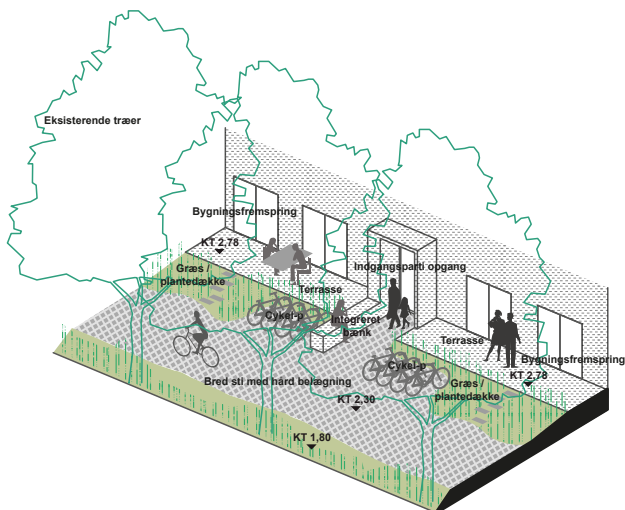 Eksisterende træer
Bygningsfremspring
KT 2,78
Græs /
plantedække
Terrasse
Indgangsparti opgang
Cykel-p
Integreret
bænk
Terrasse
Bygningsfremspring
Cykel-p
KT 2,78
Græs /
plantedække
Bred sti med hård belægning
KT 2,30
KT 1,80